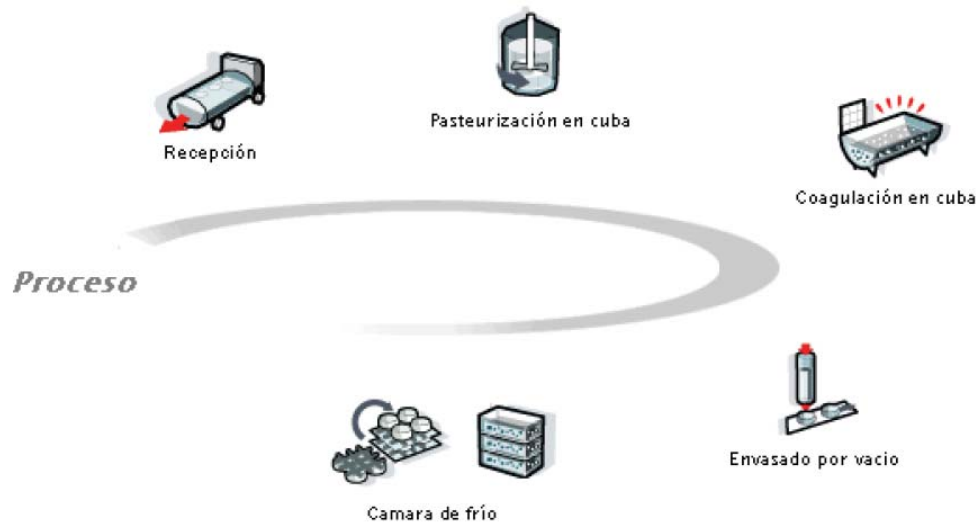 Recepción
Pasteurización en cuba
Coagulación en cuba
Proceso
Envasado por vacio
Camara de frío